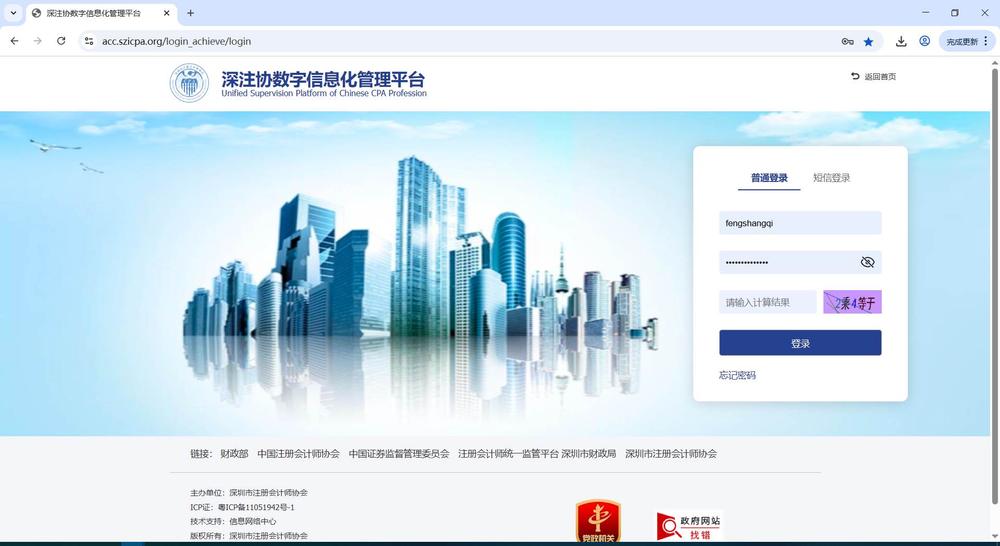 深注协数字信息化管理平台
acc.szicpa.org/login_achieve/login
完成更新
深注协数字信息化管理平台
Unified Supervision Platform of Chinese CPA Profession
CPA
返回首页
普通登录 短信登录
fengshangqi
••••••••••••••
请输入计算结果
2乘4等于
登录
忘记密码
链接： 财政部 中国注册会计师协会 中国证券监督管理委员会 注册会计师统一监管平台 深圳市财政局 深圳市注册会计师协会
主办单位：深圳市注册会计师协会
ICP证：粤ICP备11051942号-1
技术支持：信息网络中心
版权所有：深圳市注册会计师协会
党政机关
政府网站
找错